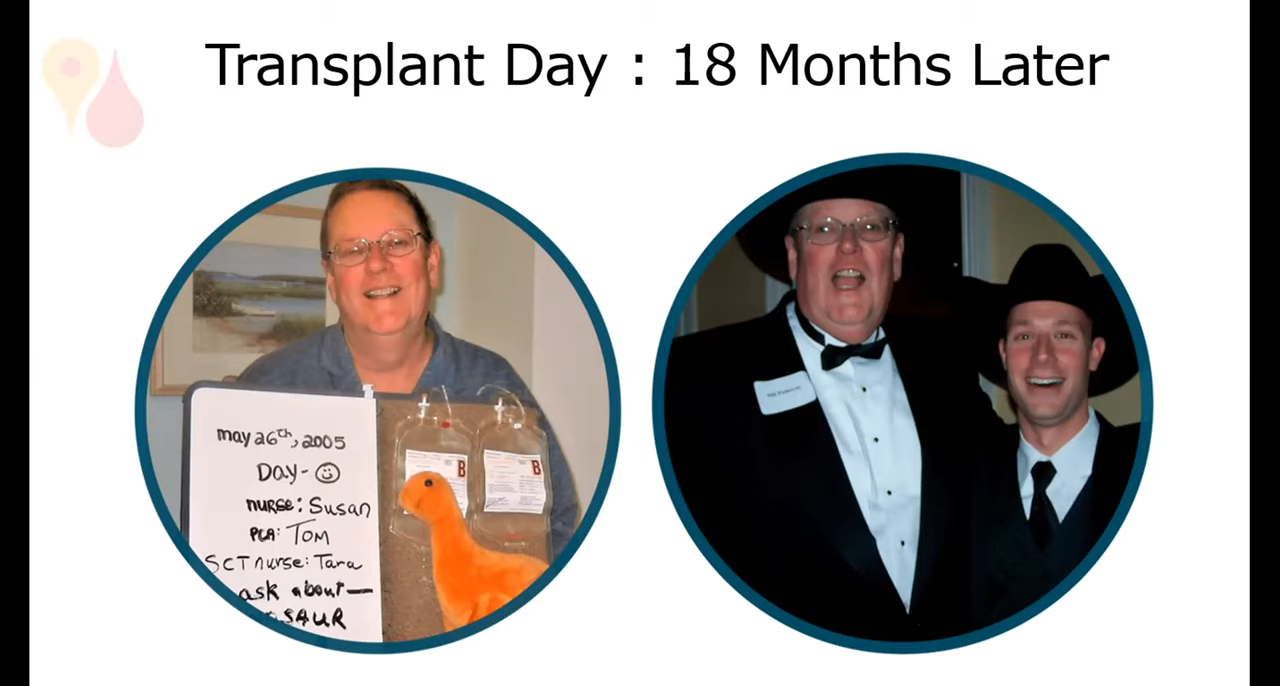 Transplant Day : 18 Months Later
May 26th, 2005
Day- ☺
nurse: Susan
PCA: Tom
SCT nurse: Tara
ask about—
SAUR
B
B